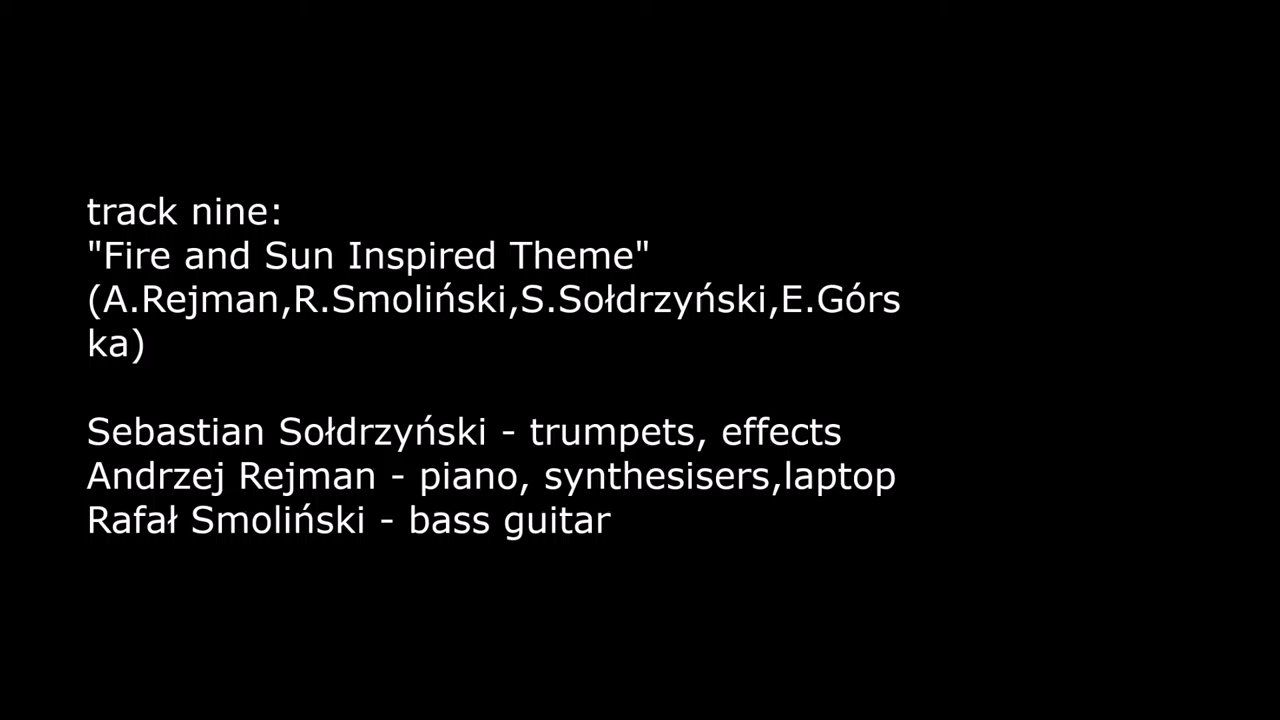 track nine:
"Fire and Sun Inspired Theme"
(A.Rejman,R.Smoliński,S.Sołdrzyński,E.Górs
ka)
Sebastian Sołdrzyński - trumpets, effects
Andrzej Rejman - piano, synthesisers,laptop
Rafał Smoliński - bass guitar